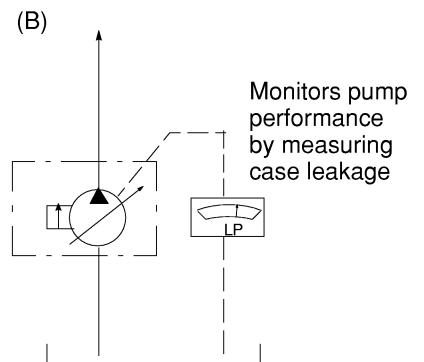 (B)
Monitors pump
performance
by measuring
case leakage
LP